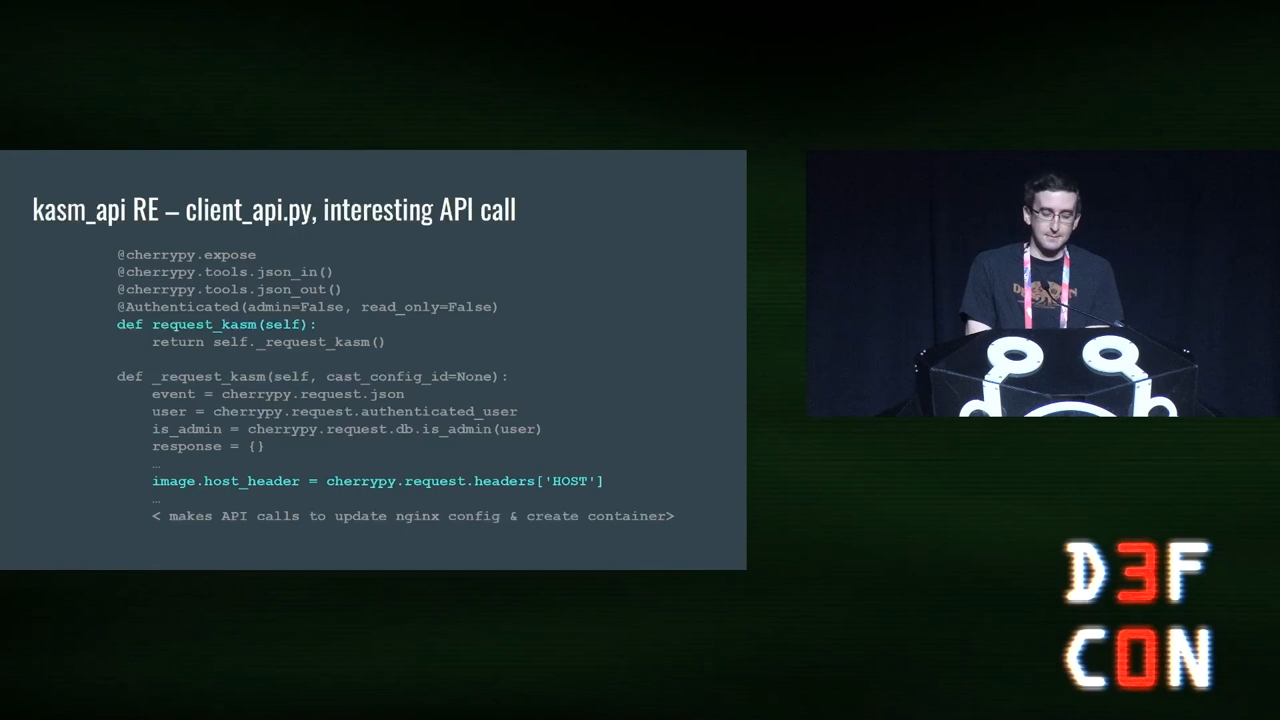 kasm_api RE – client_api.py, interesting API call
@cherrypy.expose
@cherrypy.tools.json_in()
@cherrypy.tools.json_out()
@Authenticated(admin=False, read_only=False)
def request_kasm(self):
return self._request_kasm()
def _request_kasm(self, cast_config_id=None):
event = cherrypy.request.json
user = cherrypy.request.authenticated_user
is_admin = cherrypy.request.db.is_admin(user)
response = {}
…
image.host_header = cherrypy.request.headers['HOST']
…
< makes API calls to update nginx config & create container>
D3F
C0N